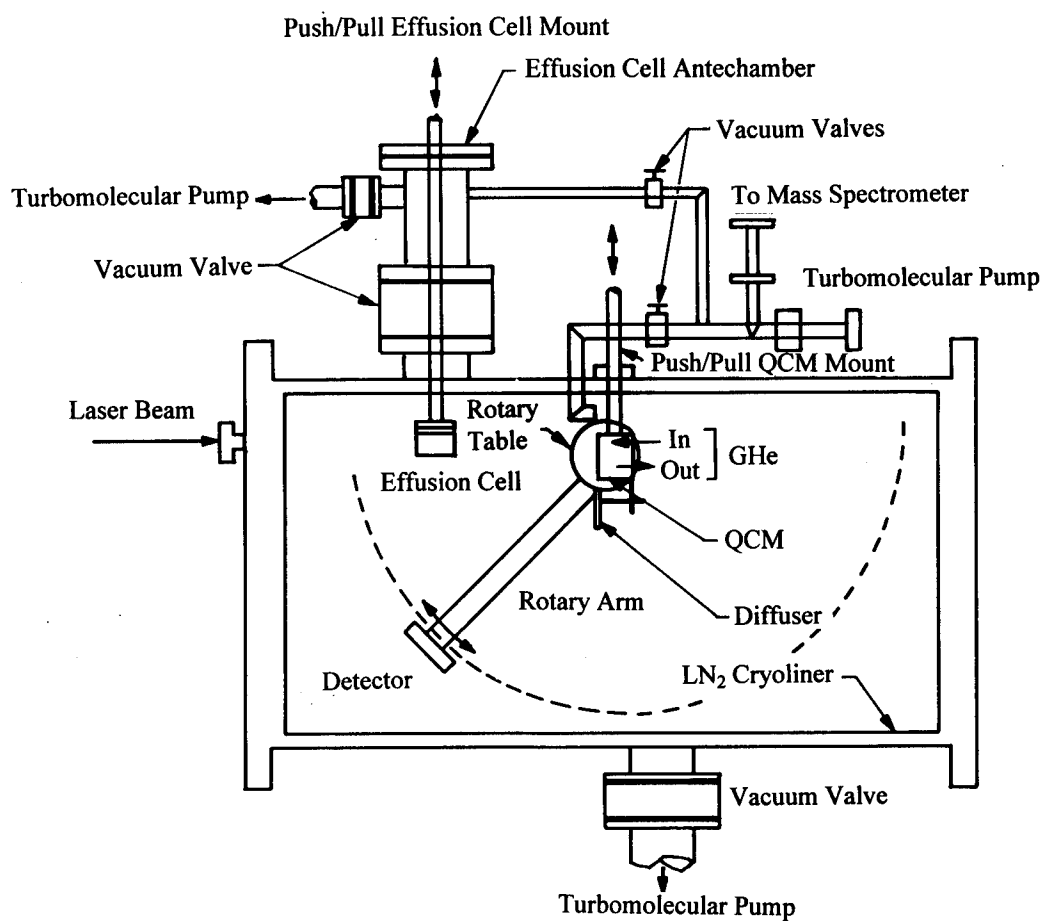 Push/Pull Effusion Cell Mount
Effusion Cell Antechamber
Vacuum Valves
Turbomolecular Pump
To Mass Spectrometer
Vacuum Valve
Turbomolecular Pump
Push/Pull QCM Mount
Laser Beam
Rotary
Table
In
Out
GHe
Effusion Cell
QCM
Rotary Arm
Diffuser
Detector
LN₂ Cryoliner
Vacuum Valve
Turbomolecular Pump